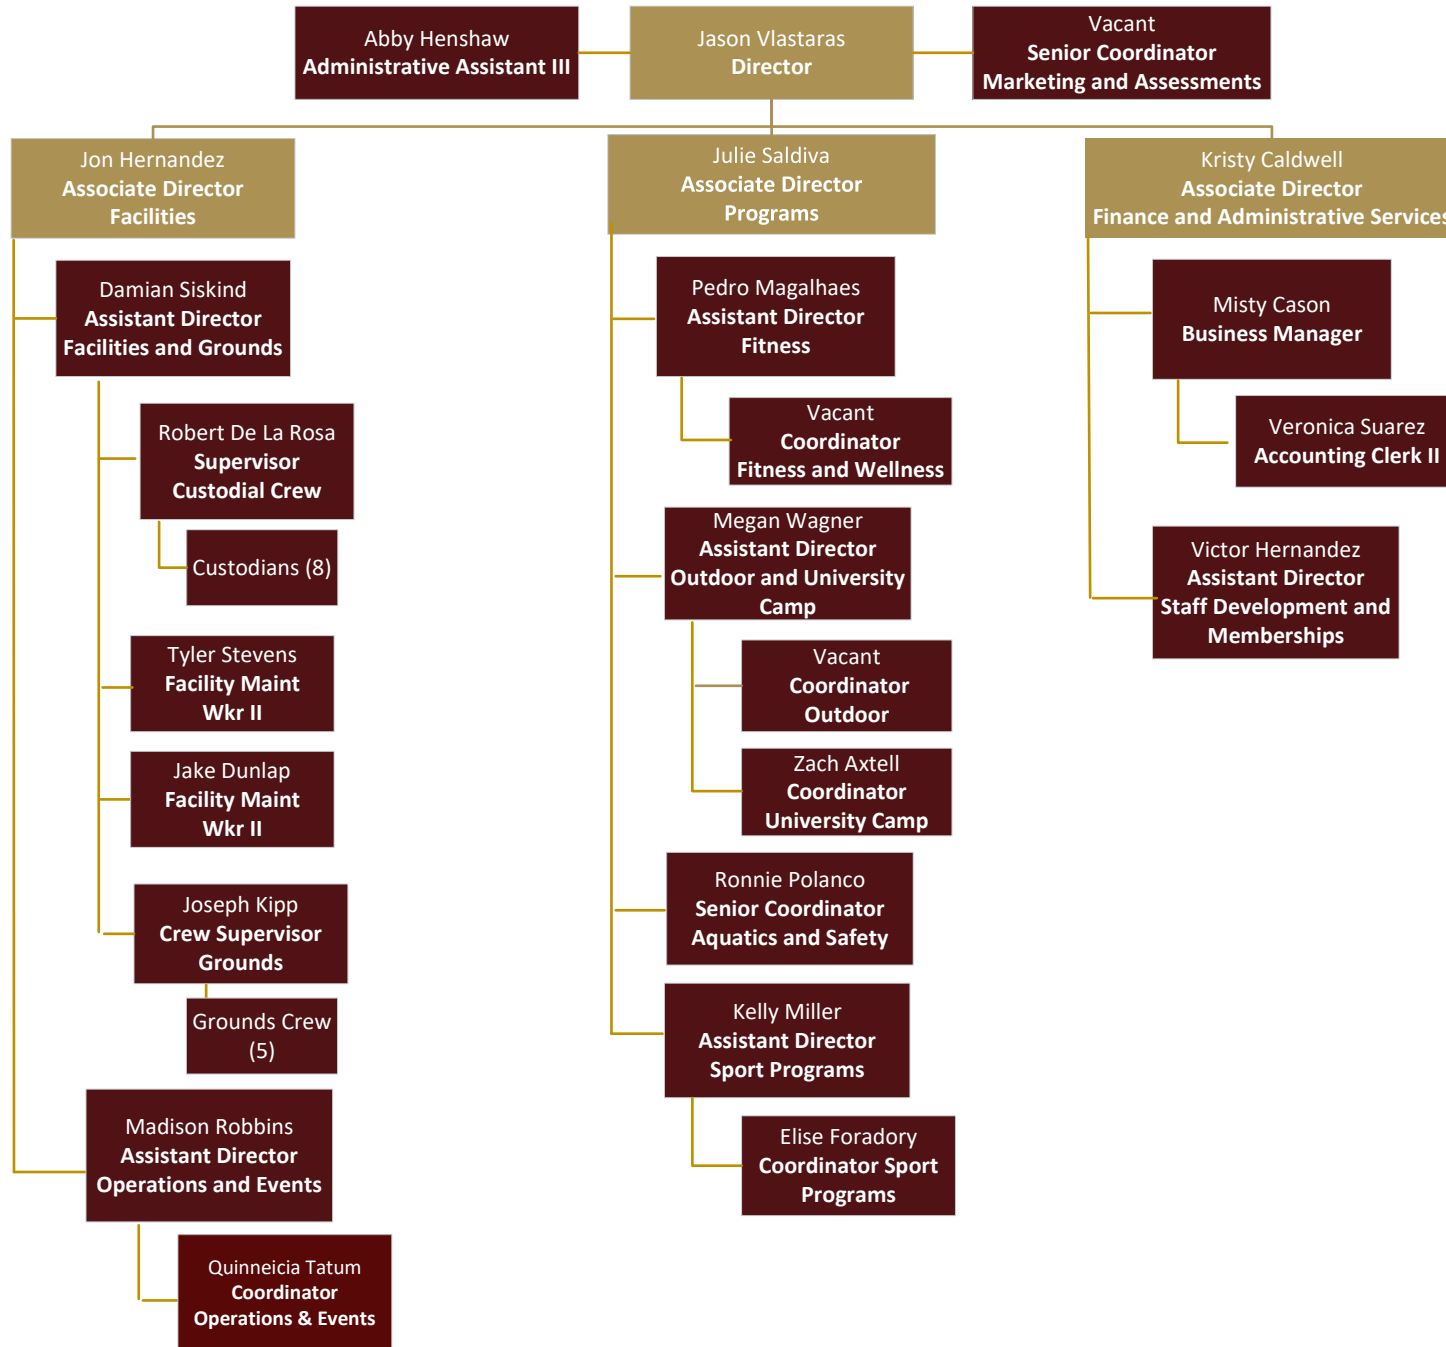 Abby Henshaw
Administrative Assistant III
Jason Vlastaras
Director
Vacant
Senior Coordinator
Marketing and Assessments
Jon Hernandez
Associate Director
Facilities
Julie Saldiva
Associate Director
Programs
Kristy Caldwell
Associate Director
Finance and Administrative Services
Damian Siskind
Assistant Director
Facilities and Grounds
Robert De La Rosa
Supervisor
Custodial Crew
Custodians (8)
Tyler Stevens
Facility Maint
Wkr II
Jake Dunlap
Facility Maint
Wkr II
Joseph Kipp
Crew Supervisor
Grounds
Grounds Crew
(5)
Madison Robbins
Assistant Director
Operations and Events
Quinneicia Tatum
Coordinator
Operations & Events
Pedro Magalhaes
Assistant Director
Fitness
Vacant
Coordinator
Fitness and Wellness
Megan Wagner
Assistant Director
Outdoor and University
Camp
Vacant
Coordinator
Outdoor
Zach Axtell
Coordinator
University Camp
Ronnie Polanco
Senior Coordinator
Aquatics and Safety
Kelly Miller
Assistant Director
Sport Programs
Elise Foradory
Coordinator Sport
Programs
Misty Cason
Business Manager
Veronica Suarez
Accounting Clerk II
Victor Hernandez
Assistant Director
Staff Development and
Memberships